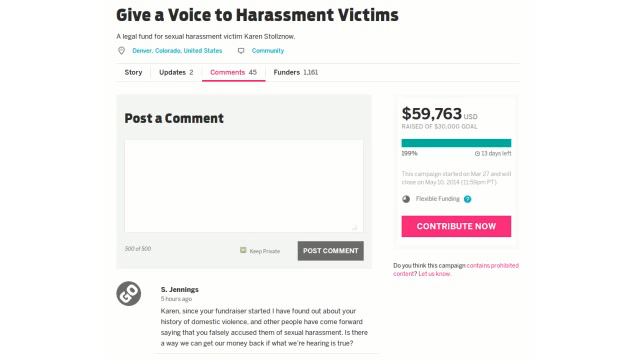 Give a Voice to Harassment Victims
A legal fund for sexual harassment victim Karen Stollznow.
Denver, Colorado, United States Community
Story Updates 2 Comments 45 Funders 1,161
Post a Comment
500 of 500 Keep Private POST COMMENT
$59,763 USD
RAISED OF $30,000 GOAL
199% 13 days left
This campaign started on Mar 27 and will
close on May 10, 2014 (11:59pm PT).
Flexible Funding ?
CONTRIBUTE NOW
Do you think this campaign contains prohibited
content? Let us know.
GO
S. Jennings
5 hours ago
Karen, since your fundraiser started I have found out about your
history of domestic violence, and other people have come forward
saying that you falsely accused them of sexual harassment. Is there
a way we can get our money back if what we're hearing is true?